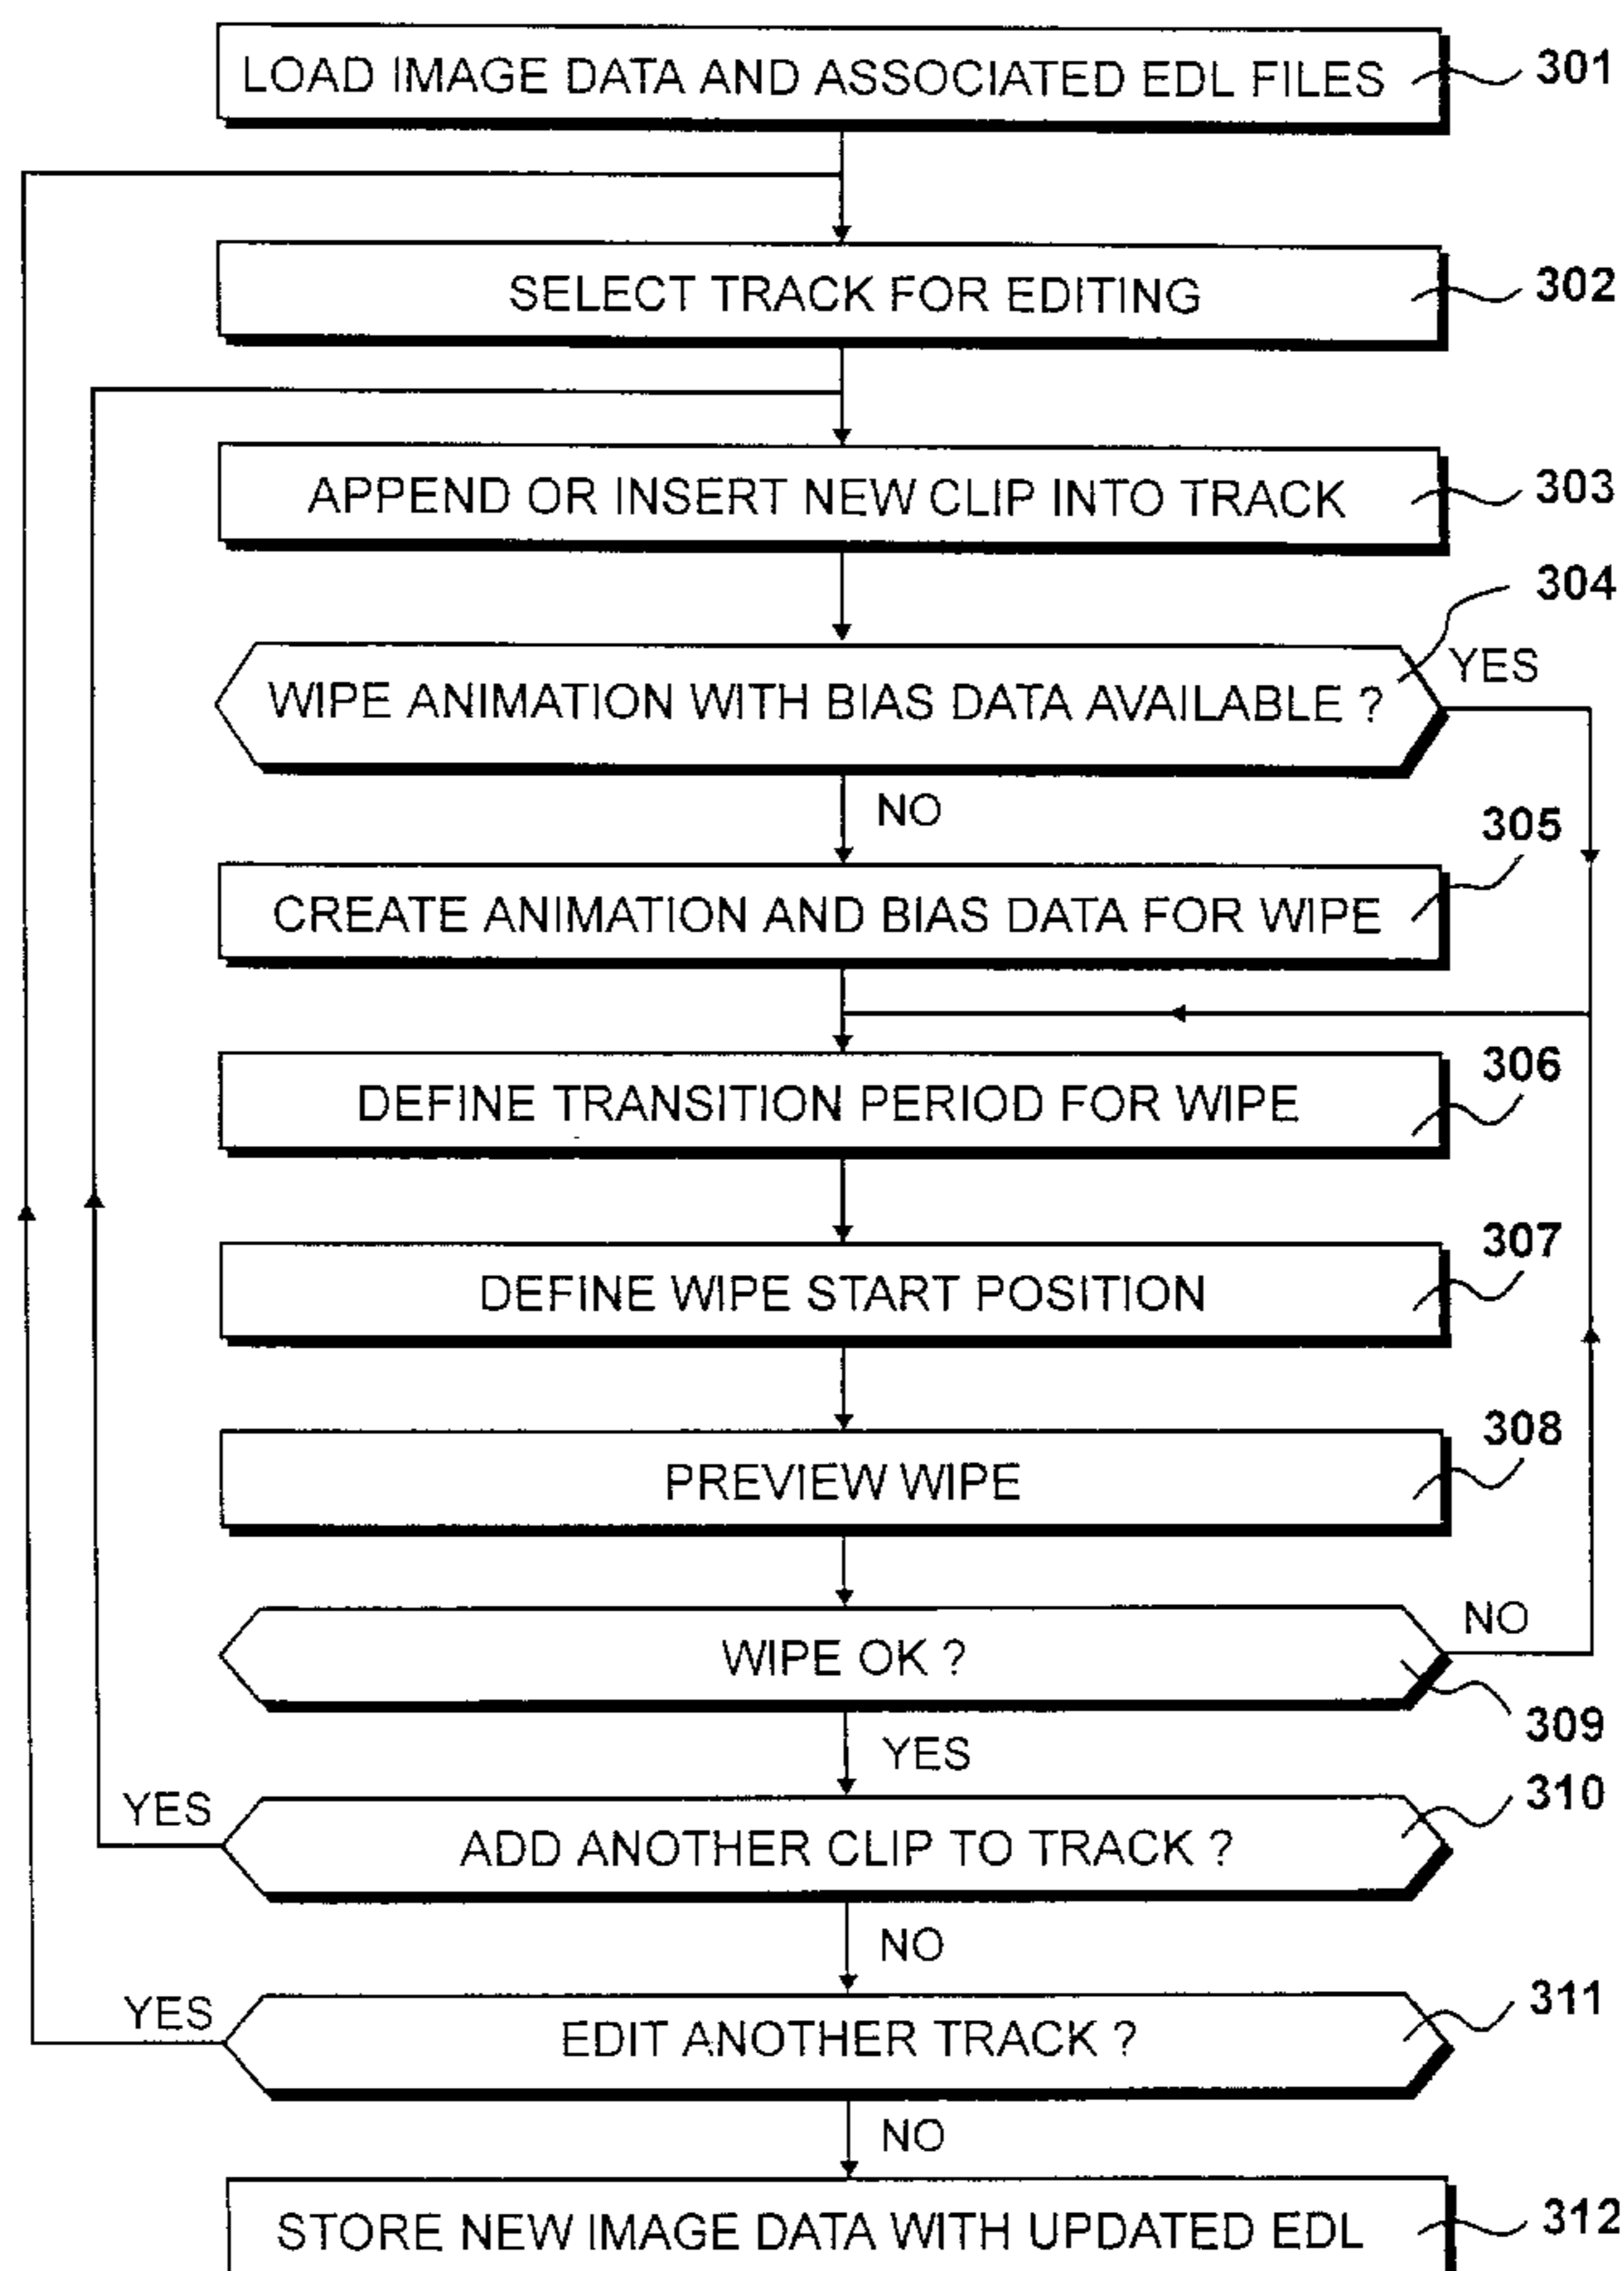 LOAD IMAGE DATA AND ASSOCIATED EDL FILES
301
SELECT TRACK FOR EDITING
302
APPEND OR INSERT NEW CLIP INTO TRACK
303
304
WIPE ANIMATION WITH BIAS DATA AVAILABLE ?
YES
NO
305
CREATE ANIMATION AND BIAS DATA FOR WIPE
306
DEFINE TRANSITION PERIOD FOR WIPE
307
DEFINE WIPE START POSITION
308
PREVIEW WIPE
WIPE OK ?
NO
309
YES
310
YES
ADD ANOTHER CLIP TO TRACK ?
NO
311
YES
EDIT ANOTHER TRACK ?
NO
STORE NEW IMAGE DATA WITH UPDATED EDL
312